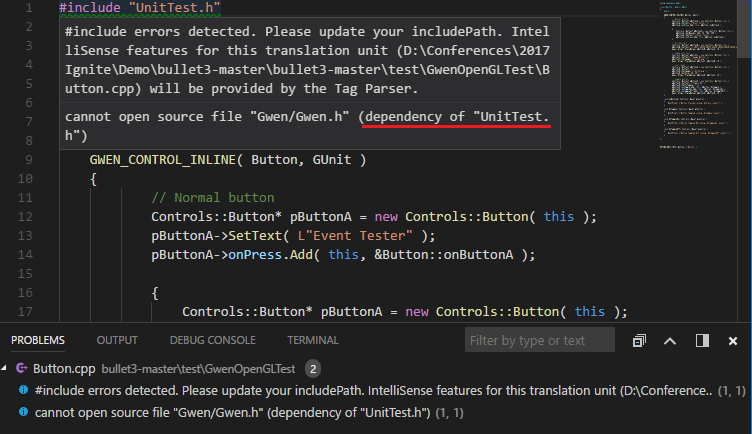 1 #include "UnitTest.h"
2 #include errors detected. Please update your includePath. Intel
3 liSense features for this translation unit (D:\Conferences\2017
4 Ignite\Demo\bullet3-master\bullet3-master\test\GwenOpenGLTest\B
5 utton.cpp) will be provided by the Tag Parser.
6 cannot open source file "Gwen/Gwen.h" (dependency of "UnitTest.
7 h")
8
9 GWEN_CONTROL_INLINE( Button, GUnit )
10 {
11 // Normal button
12 Controls::Button* pButtonA = new Controls::Button( this );
13 pButtonA->SetText( L"Event Tester" );
14 pButtonA->onPress.Add( this, &Button::onButtonA );
15
16 {
17 Controls::Button* pButtonA = new Controls::Button( this );
PROBLEMS OUTPUT DEBUG CONSOLE TERMINAL Filter by type or text
Button.cpp bullet3-master\test\GwenOpenGLTest 2
#include errors detected. Please update your includePath. IntelliSense features for this translation unit (D:\Conference.. (1, 1)
cannot open source file "Gwen/Gwen.h" (dependency of "UnitTest.h") (1, 1)